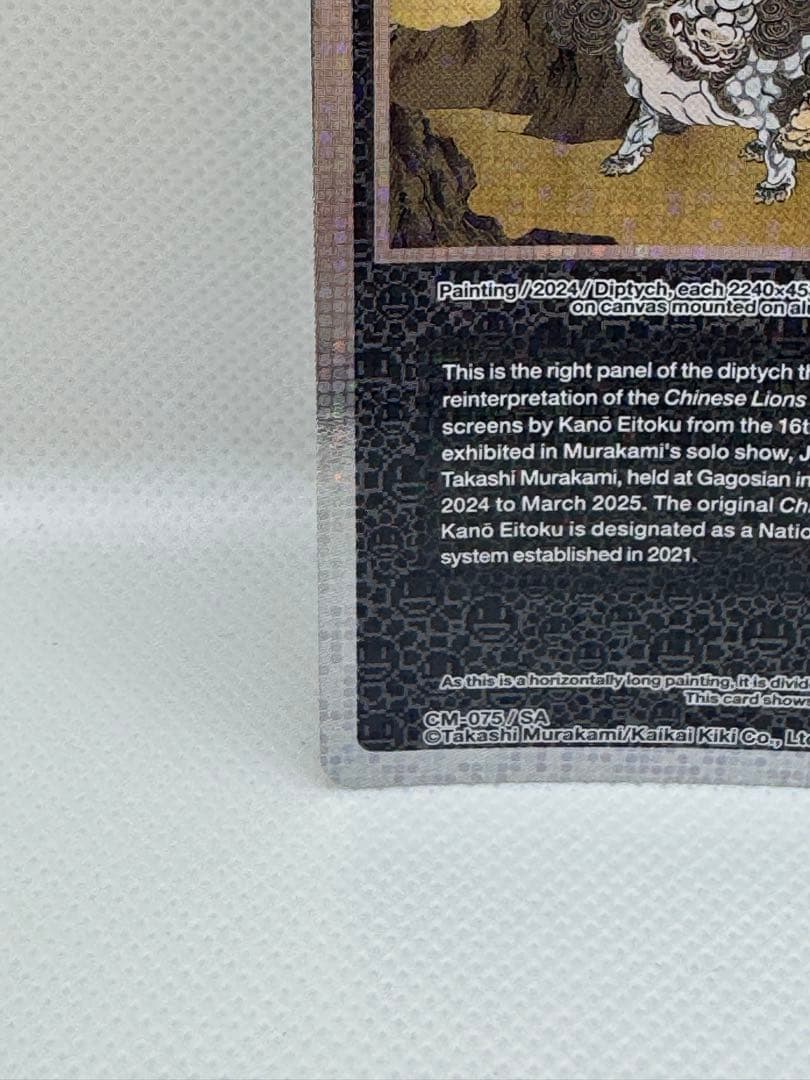 Painting / 2024 / Diptych, each 2240×45
on canvas mounted on
This is the right panel of the diptych
reinterpretation of the Chinese Lions
screens by Kanō Eitoku from the 16t
exhibited in Murakami's solo show, J
Takashi Murakami, held at Gagosian in
2024 to March 2025. The original Ch
Kanō Eitoku is designated as a Natio
system established in 2021.
As this is a horizontally long painting, it is divid
This card shows
CM-075 / SA
©Takashi Murakami/Kaikai Kiki Co., Ltd